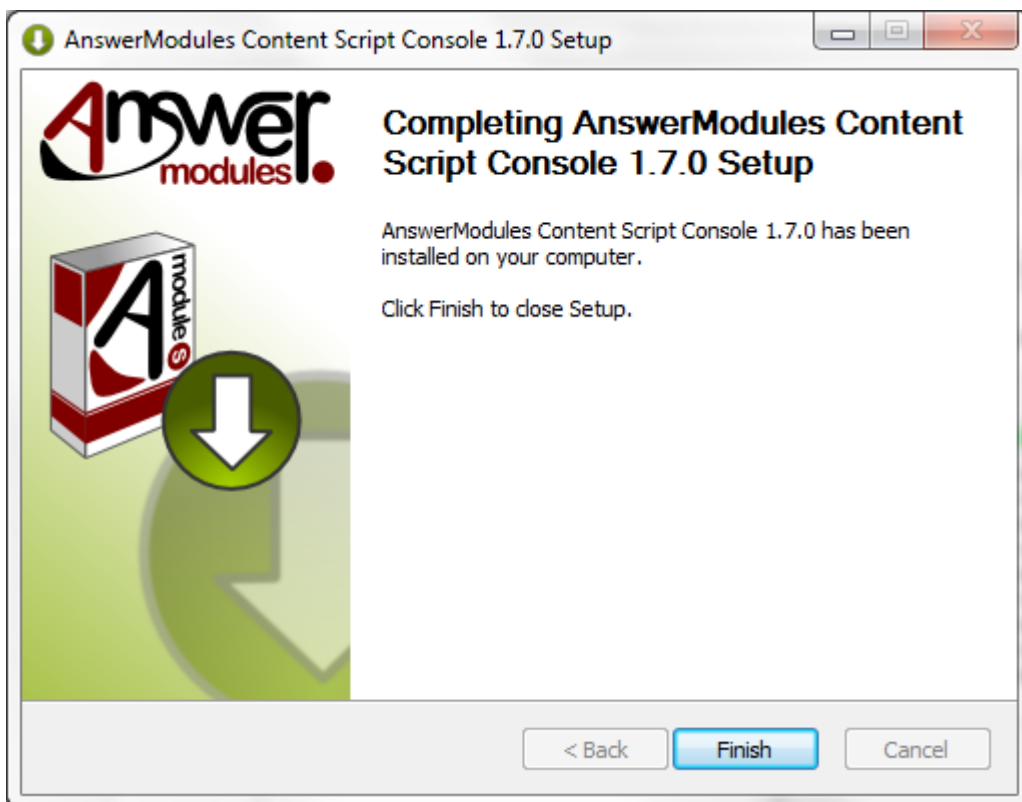 AnswerModules Content Script Console 1.7.0 Setup
Answer
modules
Completing AnswerModules Content
Script Console 1.7.0 Setup
AnswerModules Content Script Console 1.7.0 has been
installed on your computer.
Click Finish to close Setup.
A
modules
< Back
Finish
Cancel